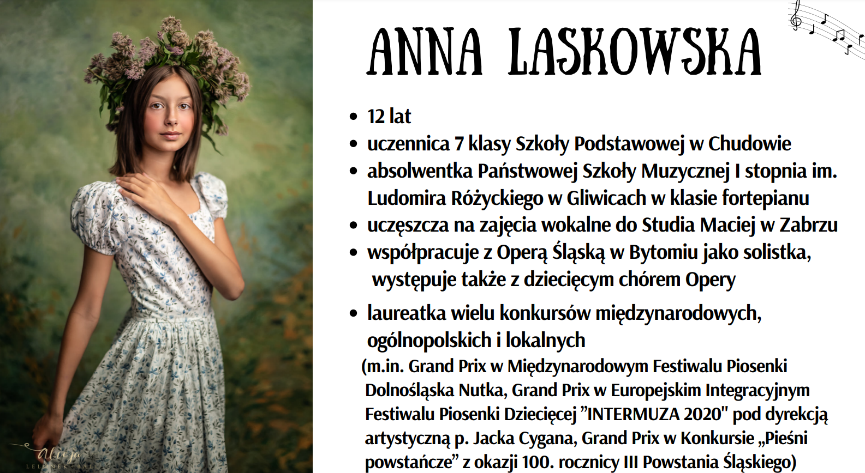 ANNA LASKOWSKA
• 12 lat
• uczennica 7 klasy Szkoły Podstawowej w Chudowie
• absolwentka Państwowej Szkoły Muzycznej I stopnia im.
Ludomira Różyckiego w Gliwicach w klasie fortepianu
• uczęszcza na zajęcia wokalne do Studia Maciej w Zabrzu
• współpracuje z Operą Śląską w Bytomiu jako solistka,
występuje także z dziecięcym chórem Opery
• laureatka wielu konkursów międzynarodowych,
ogólnopolskich i lokalnych
(m.in. Grand Prix w Międzynarodowym Festiwalu Piosenki
Dolnośląska Nutka, Grand Prix w Europejskim Integracyjnym
Festiwalu Piosenki Dziecięcej ”INTERMUZA 2020" pod dyrekcją
artystyczną p. Jacka Cygana, Grand Prix w Konkursie „Pieśni
powstańcze” z okazji 100. rocznicy III Powstania Śląskiego)